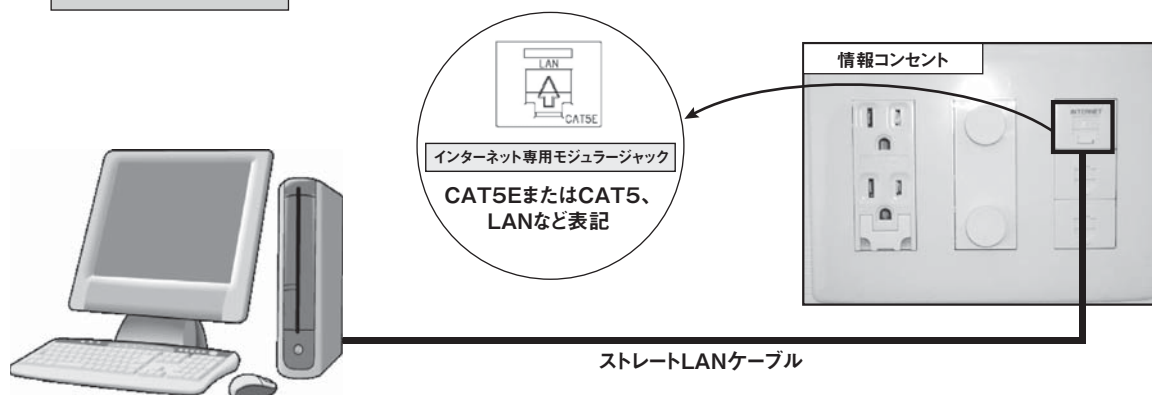 LAN
CAT5E
インターネット専用モジュラージャック
CAT5EまたはCAT5、
LANなど表記
情報コンセント
INTERNET
ストレートLANケーブル